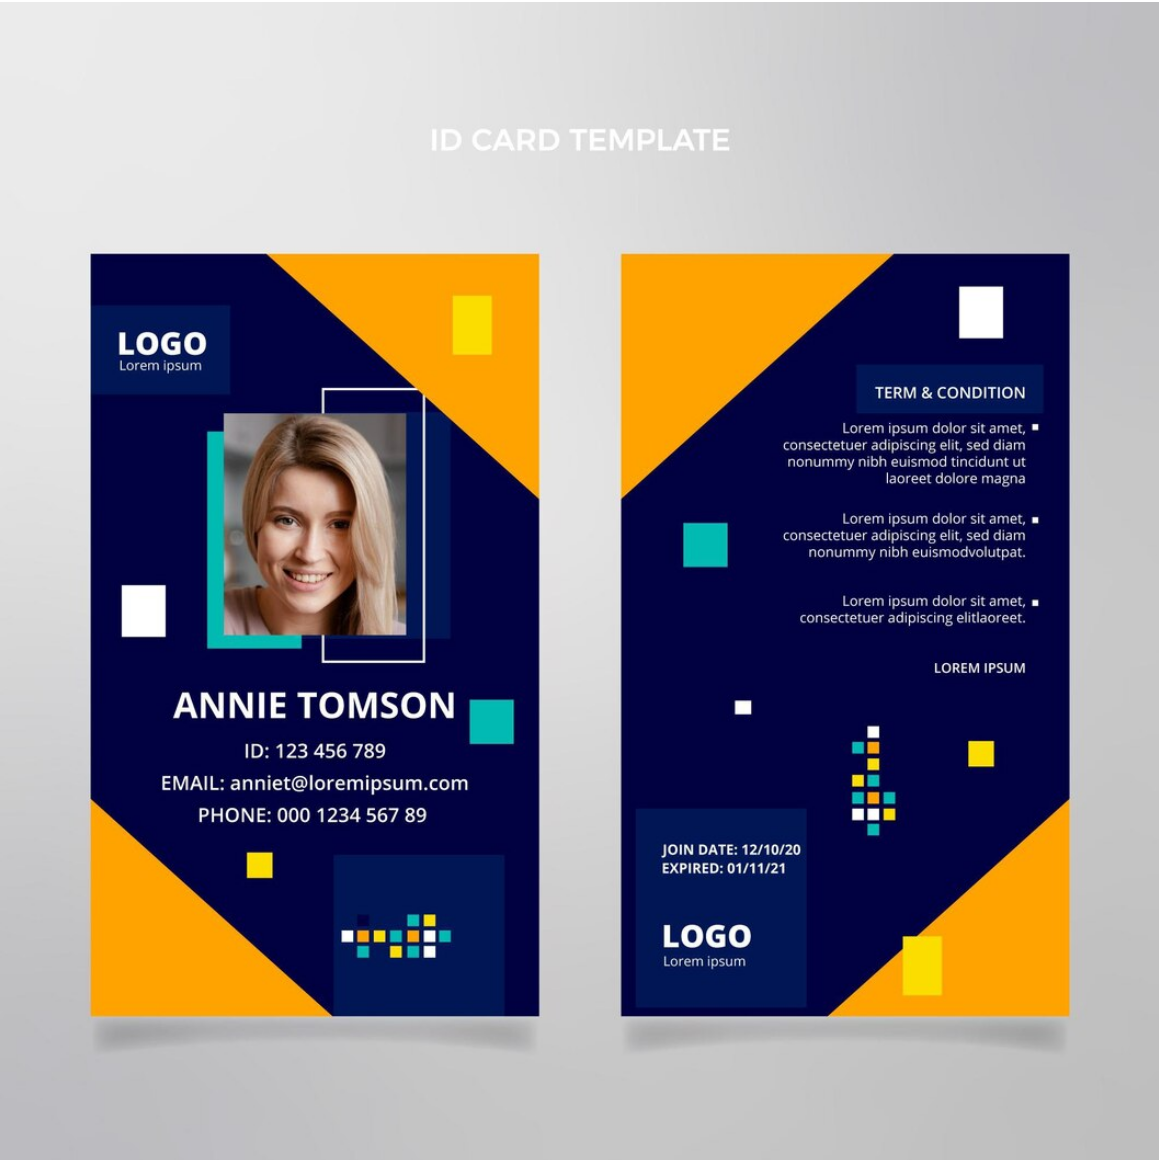 ID CARD TEMPLATE
LOGO
Lorem ipsum
ANNIE TOMSON
ID: 123 456 789
EMAIL: anniet@loremipsum.com
PHONE: 000 1234 567 89
TERM & CONDITION
Lorem ipsum dolor sit amet,
consectetuer adipiscing elit, sed diam
nonummy nibh euismod tincidunt ut
laoreet dolore magna
Lorem ipsum dolor sit amet,
consectetuer adipiscing elit, sed diam
nonummy nibh euismodvolutpat.
Lorem ipsum dolor sit amet,
consectetuer adipiscing elitlaoreet.
LOREM IPSUM
JOIN DATE: 12/10/20
EXPIRED: 01/11/21
LOGO
Lorem ipsum